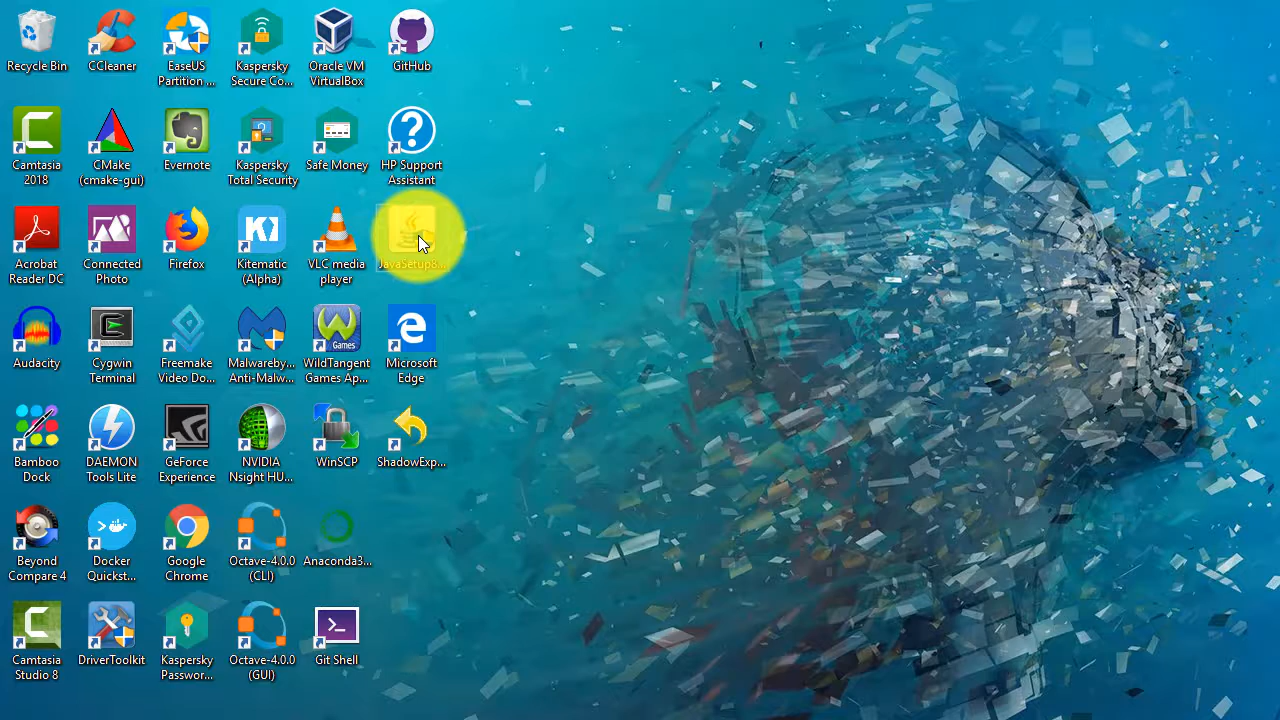 Recycle Bin
CCleaner
EaseUS
Partition ...
Kaspersky
Secure Co...
Oracle VM
VirtualBox
GitHub
Camtasia
2018
CMake
(cmake-gui)
Evernote
Kaspersky
Total Security
Safe Money
HP Support
Assistant
Acrobat
Reader DC
Connected
Photo
Firefox
Kitematic
(Alpha)
VLC media
player
JavaSetup8...
Audacity
Cygwin
Terminal
Freemake
Video Do...
Malwareby...
Anti-Malw...
Games
WildTangent
Games Ap...
Microsoft
Edge
Bamboo
Dock
DAEMON
Tools Lite
GeForce
Experience
NVIDIA
Nsight HU...
WinSCP
ShadowExp...
Beyond
Compare 4
Docker
Quickst...
Google
Chrome
Octave-4.0.0
(CLI)
Anaconda3...
Camtasia
Studio 8
DriverToolkit
Kaspersky
Passwor...
Octave-4.0.0
(GUI)
Git Shell